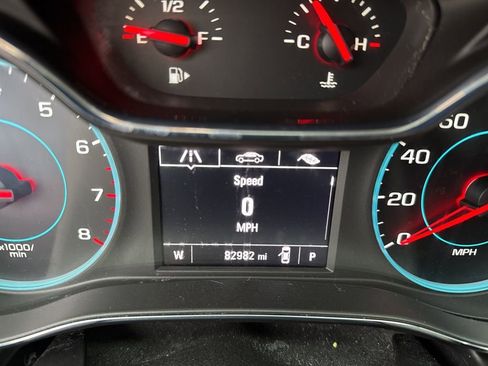 1/2
E F
C H
5 6 7 8
x1000/
min
Speed
0
MPH
W 82982 mi P
60
40
20
0
MPH